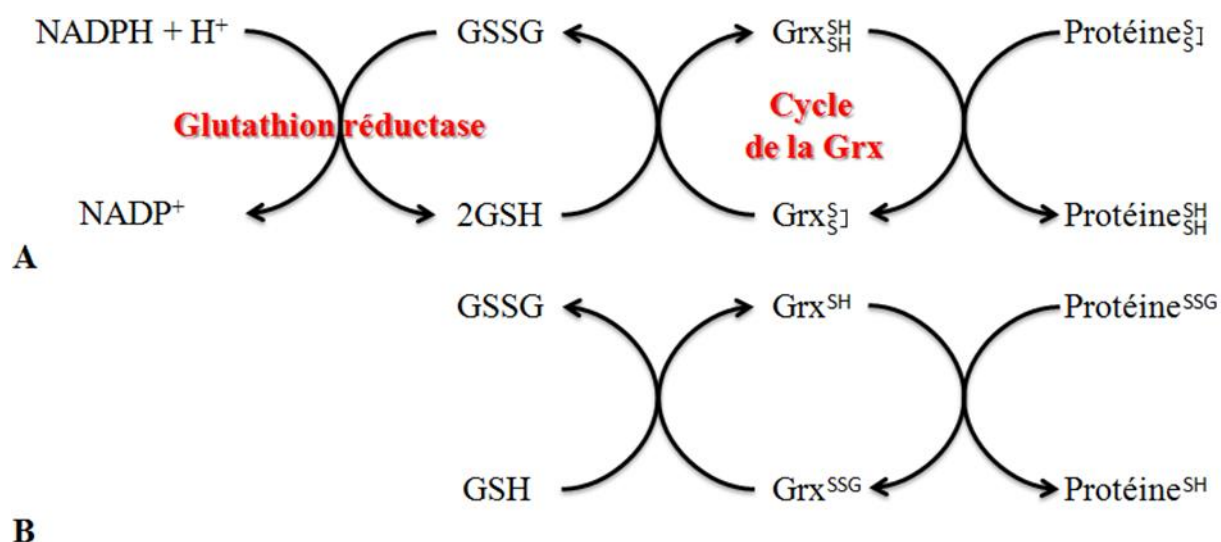 NADPH + H⁺ GSSG Grx SH SH Protéine S S]
Glutathion réductase Cycle de la Grx
NADP⁺ 2GSH Grx S S] Protéine SH SH
A
GSSG Grx^SH Protéine^SSG
GSH Grx^SSG Protéine^SH
B